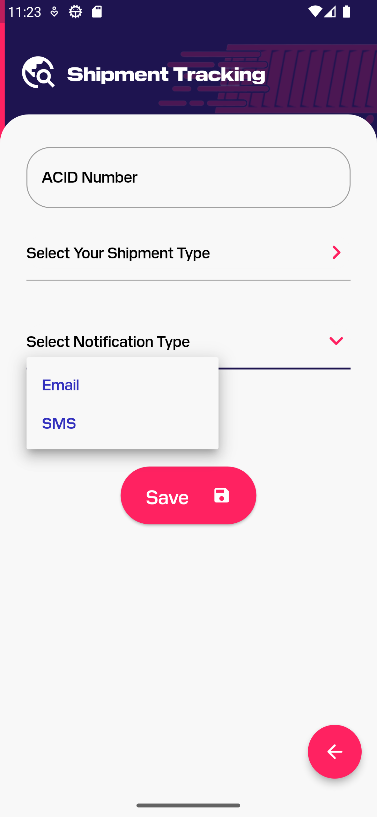 11:23
Shipment Tracking
ACID Number
Select Your Shipment Type
Select Notification Type
Email
SMS
Save